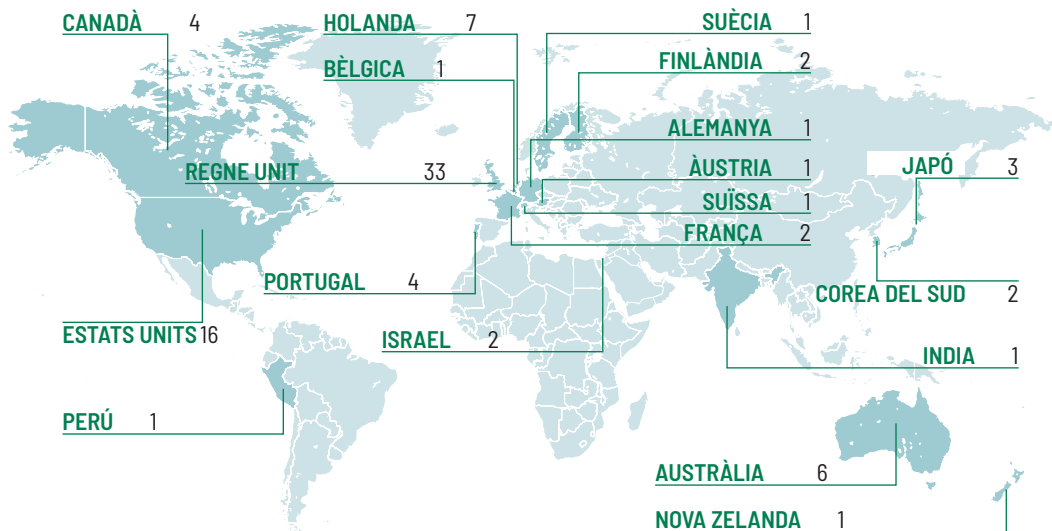 CANADÀ 4
HOLANDA 7
SUÈCIA 1
BÈLGICA 1
FINLÀNDIA 2
ALEMANYA 1
REGNE UNIT 33
ÀUSTRIA 1
JAPÓ 3
SUÏSSA 1
FRANÇA 2
PORTUGAL 4
COREA DEL SUD 2
ESTATS UNITS 16
ISRAEL 2
INDIA 1
PERÚ 1
AUSTRÀLIA 6
NOVA ZELANDA 1